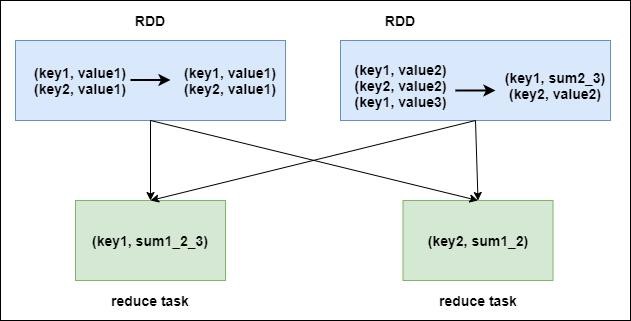 RDD
RDD
(key1, value1)
(key2, value1)
(key1, value1)
(key2, value1)
(key1, value2)
(key2, value2)
(key1, value3)
(key1, sum2_3)
(key2, value2)
(key1, sum1_2_3)
(key2, sum1_2)
reduce task
reduce task